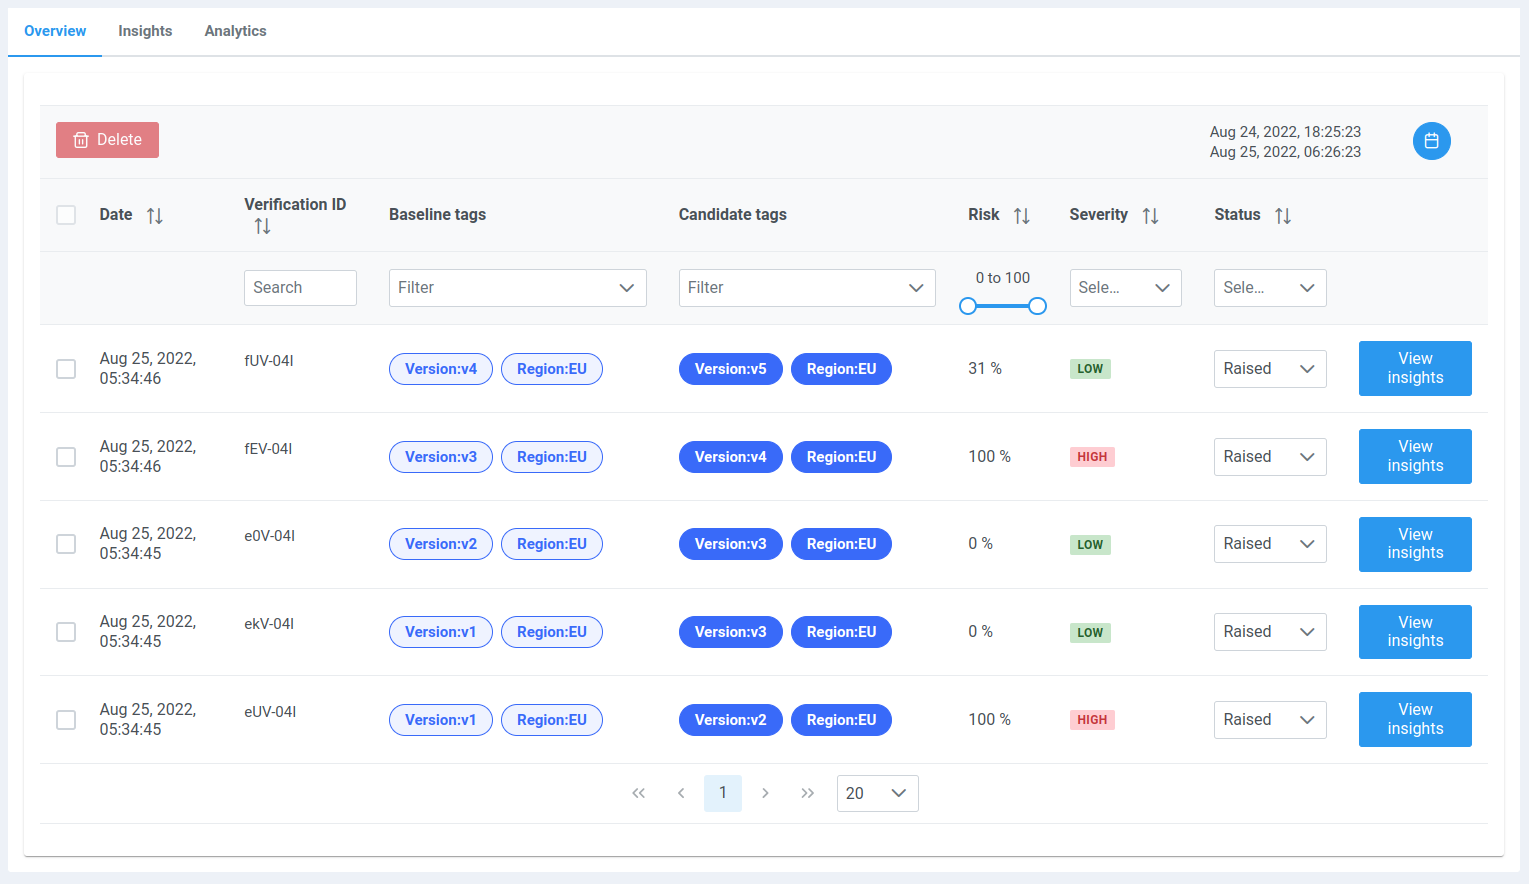 Overview Insights Analytics
Delete
Aug 24, 2022, 18:25:23
Aug 25, 2022, 06:26:23
Date Verification ID Baseline tags Candidate tags Risk Severity Status
Search Filter Filter 0 to 100 Sele... Sele...
Aug 25, 2022, 05:34:46 fUV-04I Version:v4 Region:EU Version:v5 Region:EU 31 % LOW Raised View insights
Aug 25, 2022, 05:34:46 fEV-04I Version:v3 Region:EU Version:v4 Region:EU 100 % HIGH Raised View insights
Aug 25, 2022, 05:34:45 e0V-04I Version:v2 Region:EU Version:v3 Region:EU 0 % LOW Raised View insights
Aug 25, 2022, 05:34:45 ekV-04I Version:v1 Region:EU Version:v3 Region:EU 0 % LOW Raised View insights
Aug 25, 2022, 05:34:45 eUV-04I Version:v1 Region:EU Version:v2 Region:EU 100 % HIGH Raised View insights
1 20